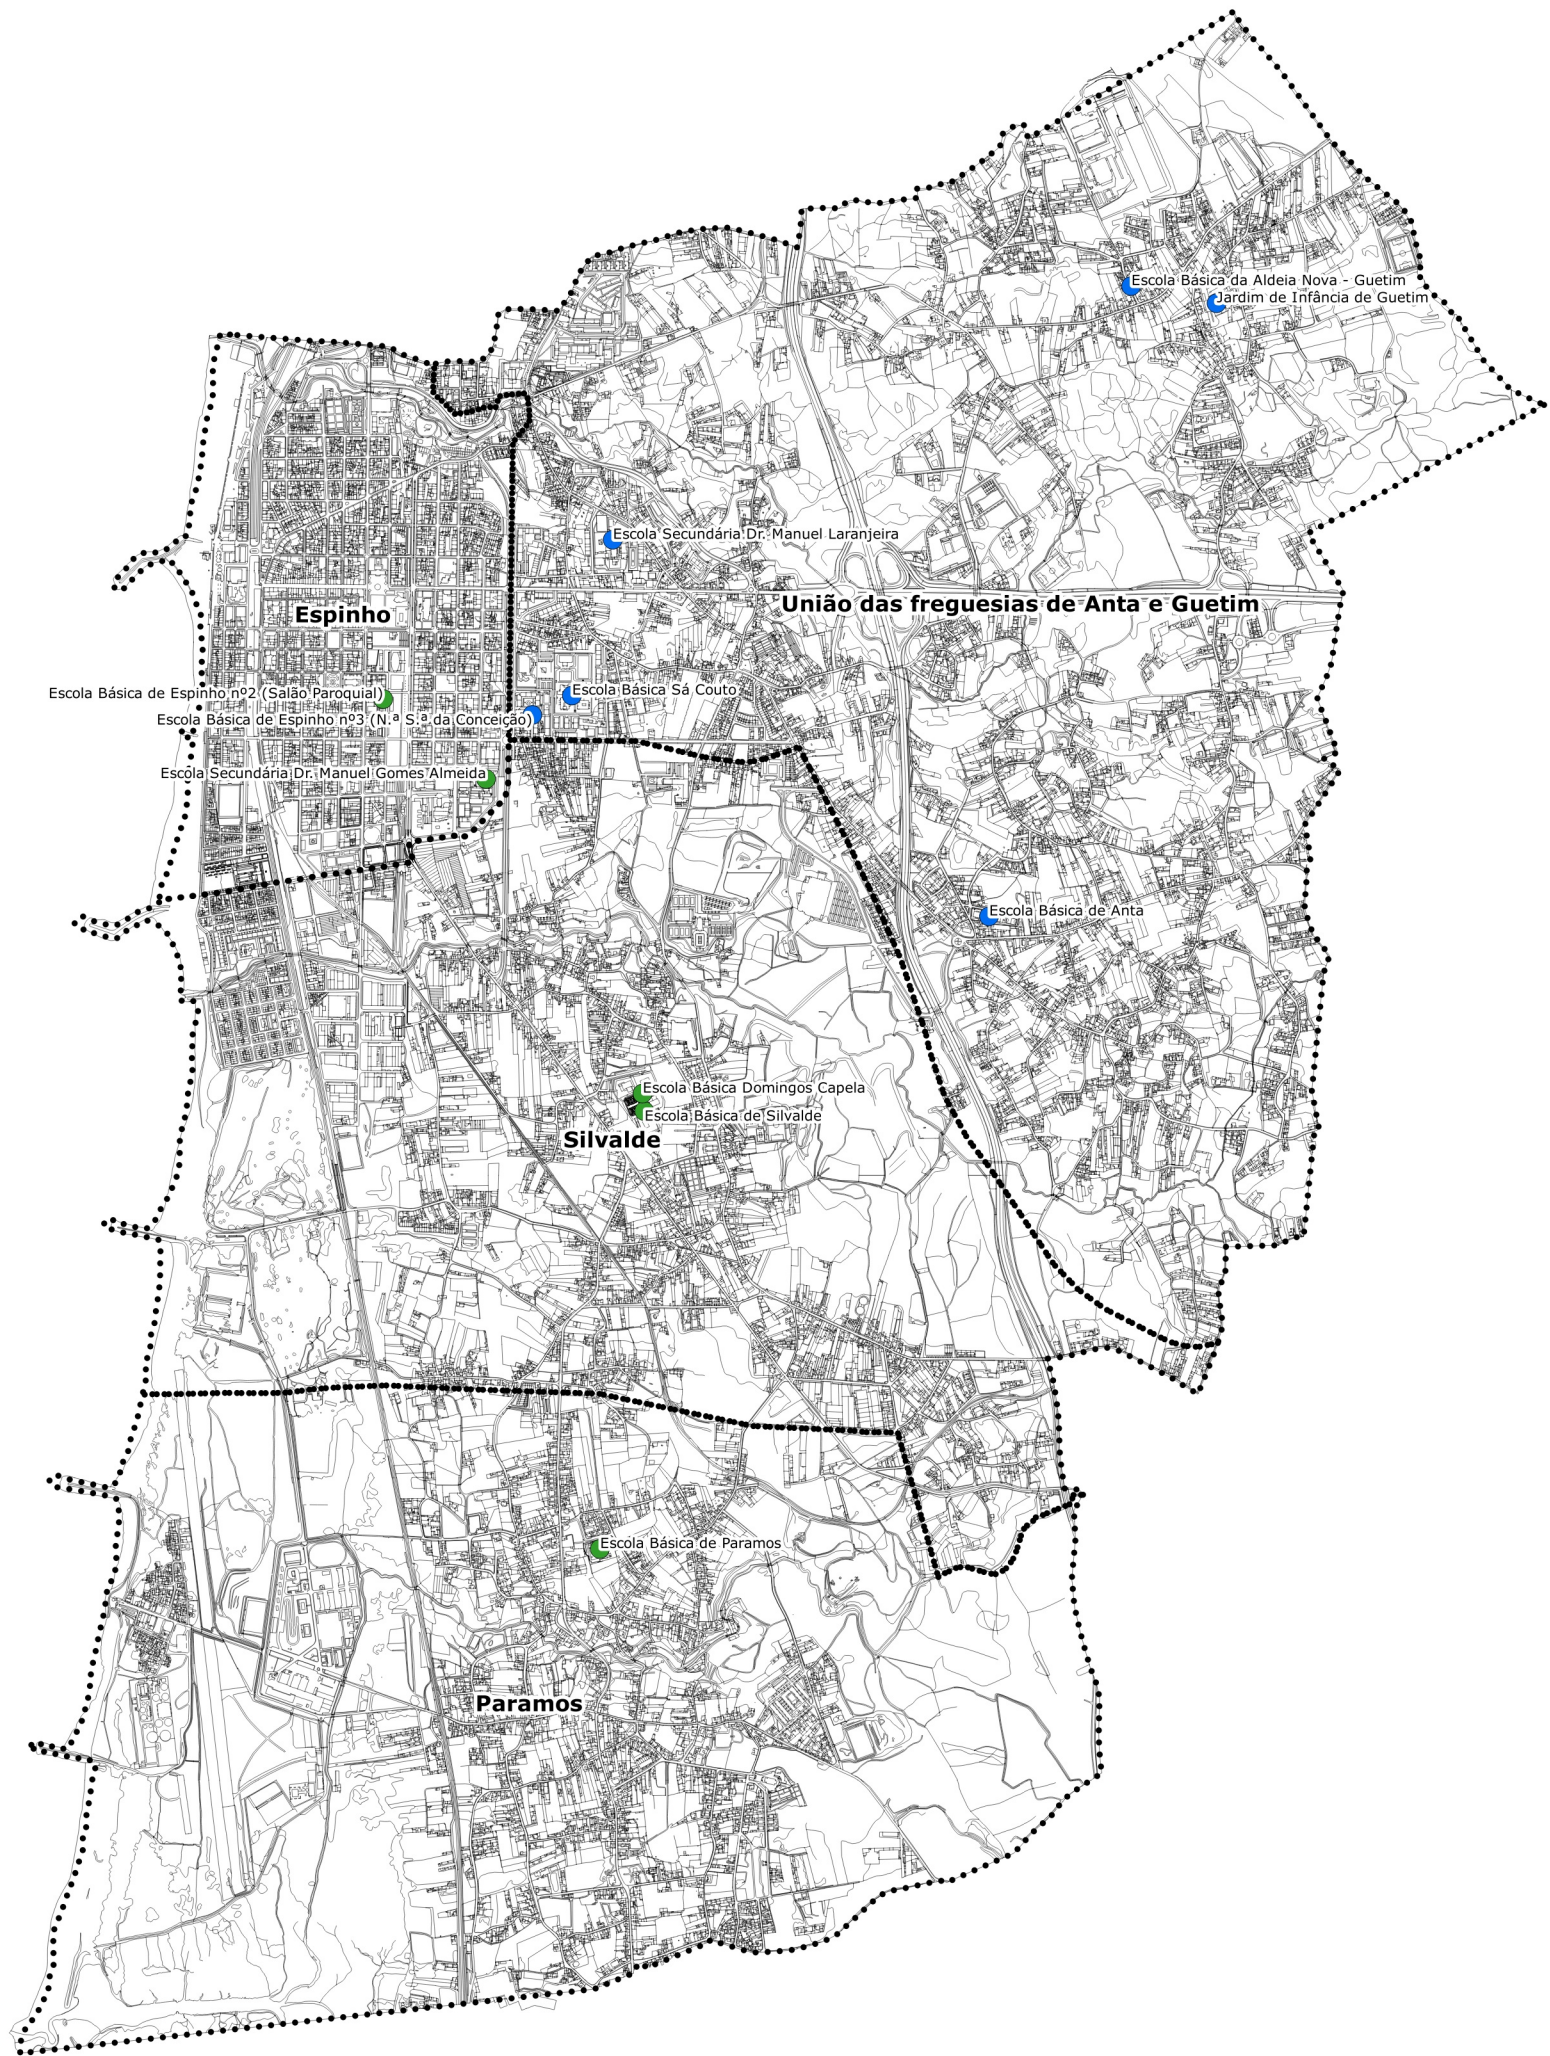 Escola Básica da Aldeia Nova - Guetim
Jardim de Infância de Guetim
Escola Secundária Dr. Manuel Laranjeira
União das freguesias de Anta e Guetim
Espinho
Escola Básica de Espinho nº2 (Salão Paroquial)
Escola Básica Sá Couto
Escola Básica de Espinho nº3 (N.ª S.ª da Conceição)
Escola Secundária Dr. Manuel Gomes Almeida
Escola Básica de Anta
Escola Básica Domingos Capela
Escola Básica de Silvalde
Silvalde
Escola Básica de Paramos
Paramos